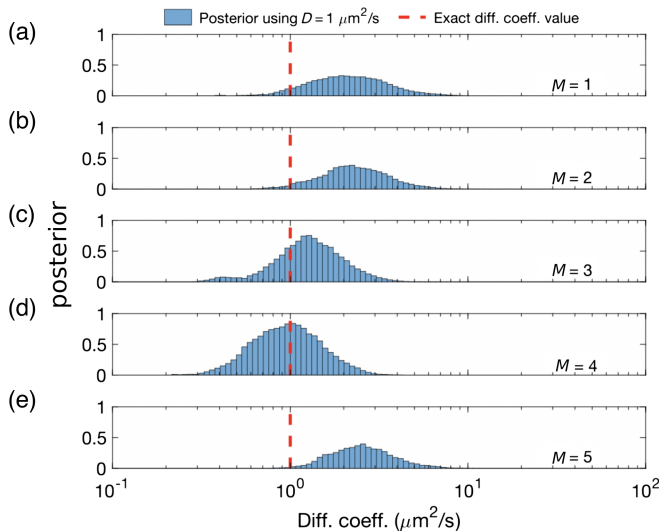 Posterior using D = 1 μm²/s Exact diff. coeff. value
(a)
1
0.5
0
M = 1
(b)
1
0.5
0
M = 2
(c)
1
0.5
0
M = 3
(d)
1
0.5
0
M = 4
(e)
1
0.5
0
M = 5
posterior
10⁻¹ 10⁰ 10¹ 10²
Diff. coeff. (μm²/s)